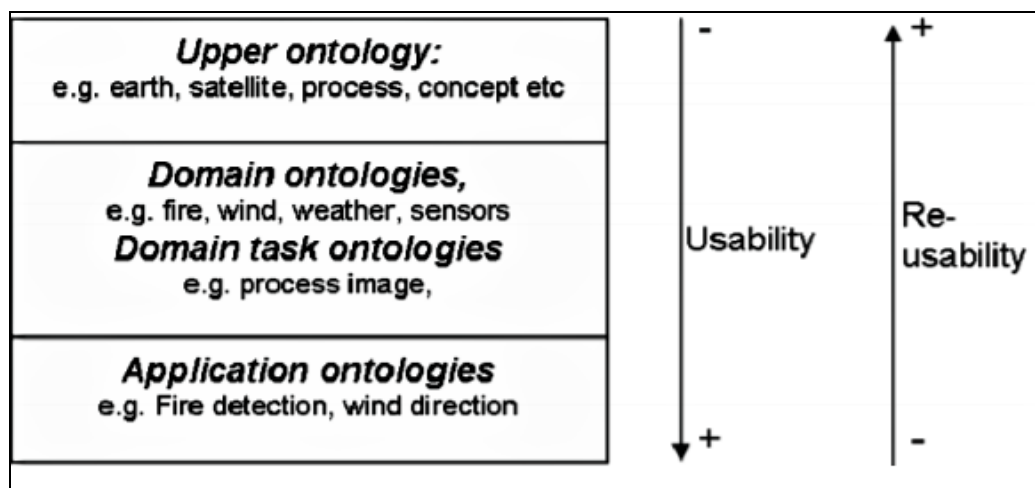 Upper ontology:
e.g. earth, satellite, process, concept etc
Domain ontologies,
e.g. fire, wind, weather, sensors
Domain task ontologies
e.g. process image,
Application ontologies
e.g. Fire detection, wind direction
-
Usability
+
+
Re-
usability
-